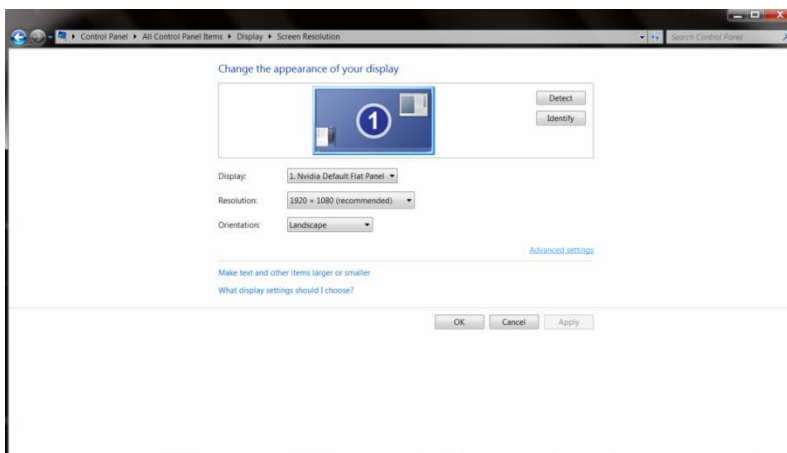 Control Panel ▸ All Control Panel Items ▸ Display ▸ Screen Resolution
Search Control Panel
Change the appearance of your display
1
Detect
Identify
Display: 1. Nvidia Default Flat Panel
Resolution: 1920 × 1080 (recommended)
Orientation: Landscape
Advanced settings
Make text and other items larger or smaller
What display settings should I choose?
OK Cancel Apply